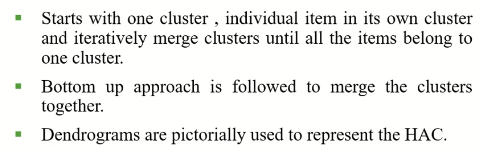 ▪ Starts with one cluster , individual item in its own cluster
and iteratively merge clusters until all the items belong to
one cluster.
▪ Bottom up approach is followed to merge the clusters
together.
▪ Dendrograms are pictorially used to represent the HAC.